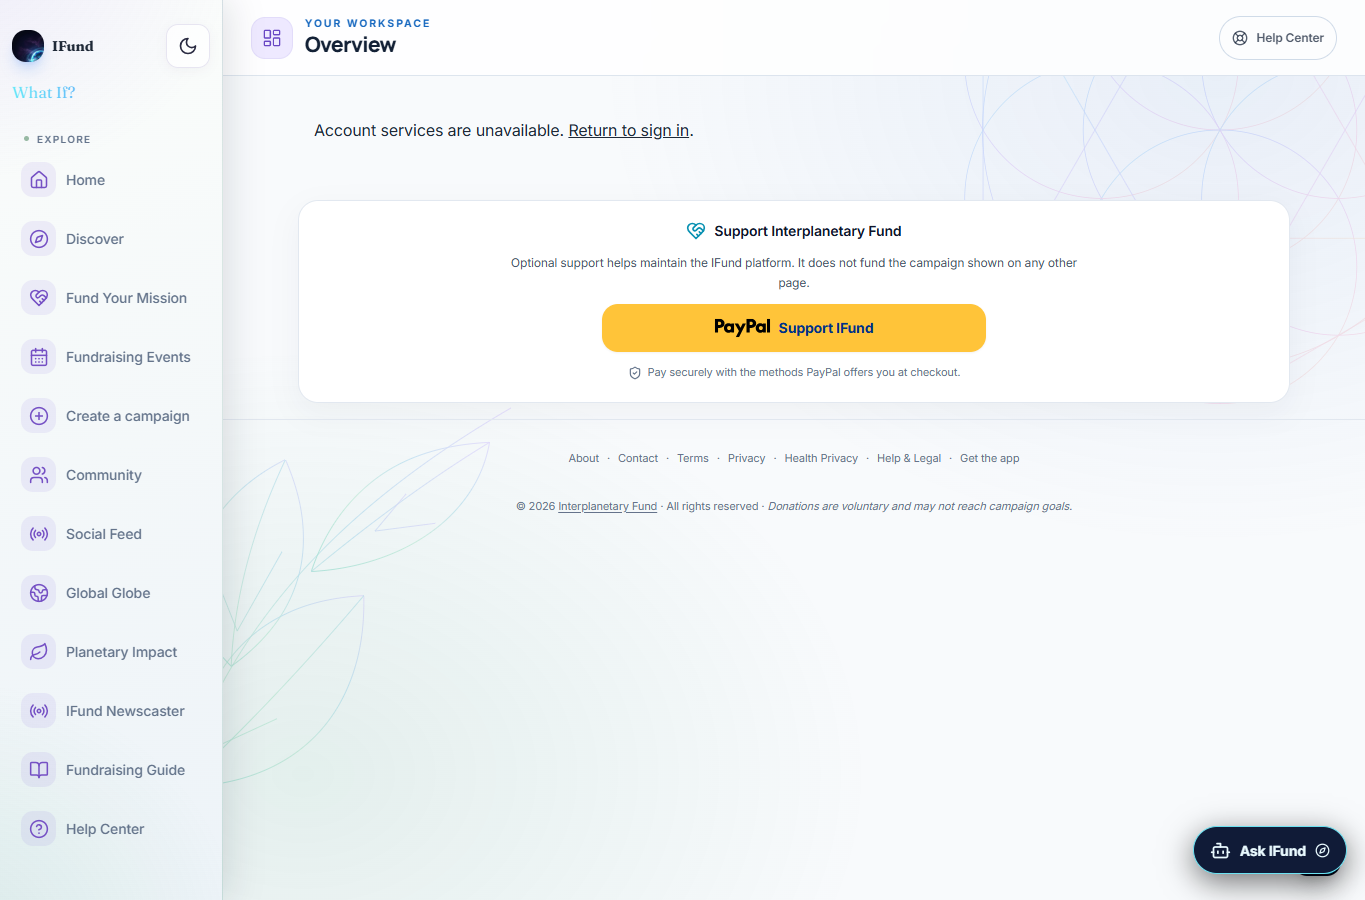 IFund
What If?
EXPLORE
Home
Discover
Fund Your Mission
Fundraising Events
Create a campaign
Community
Social Feed
Global Globe
Planetary Impact
IFund Newscaster
Fundraising Guide
Help Center
YOUR WORKSPACE
Overview
Help Center
Account services are unavailable. Return to sign in.
Support Interplanetary Fund
Optional support helps maintain the IFund platform. It does not fund the campaign shown on any other
page.
PayPal Support IFund
Pay securely with the methods PayPal offers you at checkout.
About · Contact · Terms · Privacy · Health Privacy · Help & Legal · Get the app
© 2026 Interplanetary Fund · All rights reserved · Donations are voluntary and may not reach campaign goals.
Ask IFund